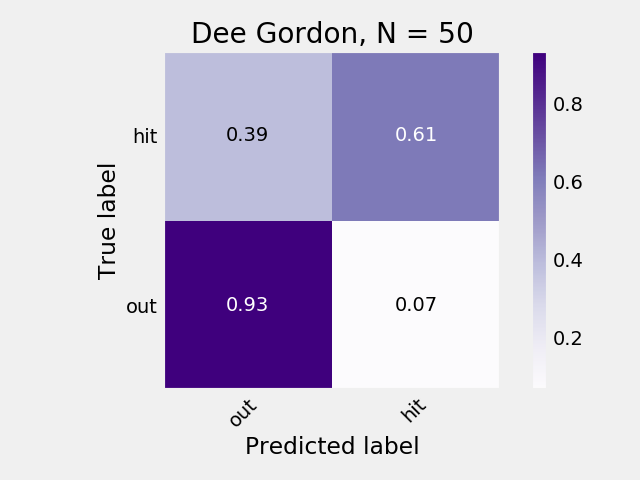 Dee Gordon, N = 50
True label
hit
0.39
0.61
out
0.93
0.07
out
hit
Predicted label
0.8
0.6
0.4
0.2